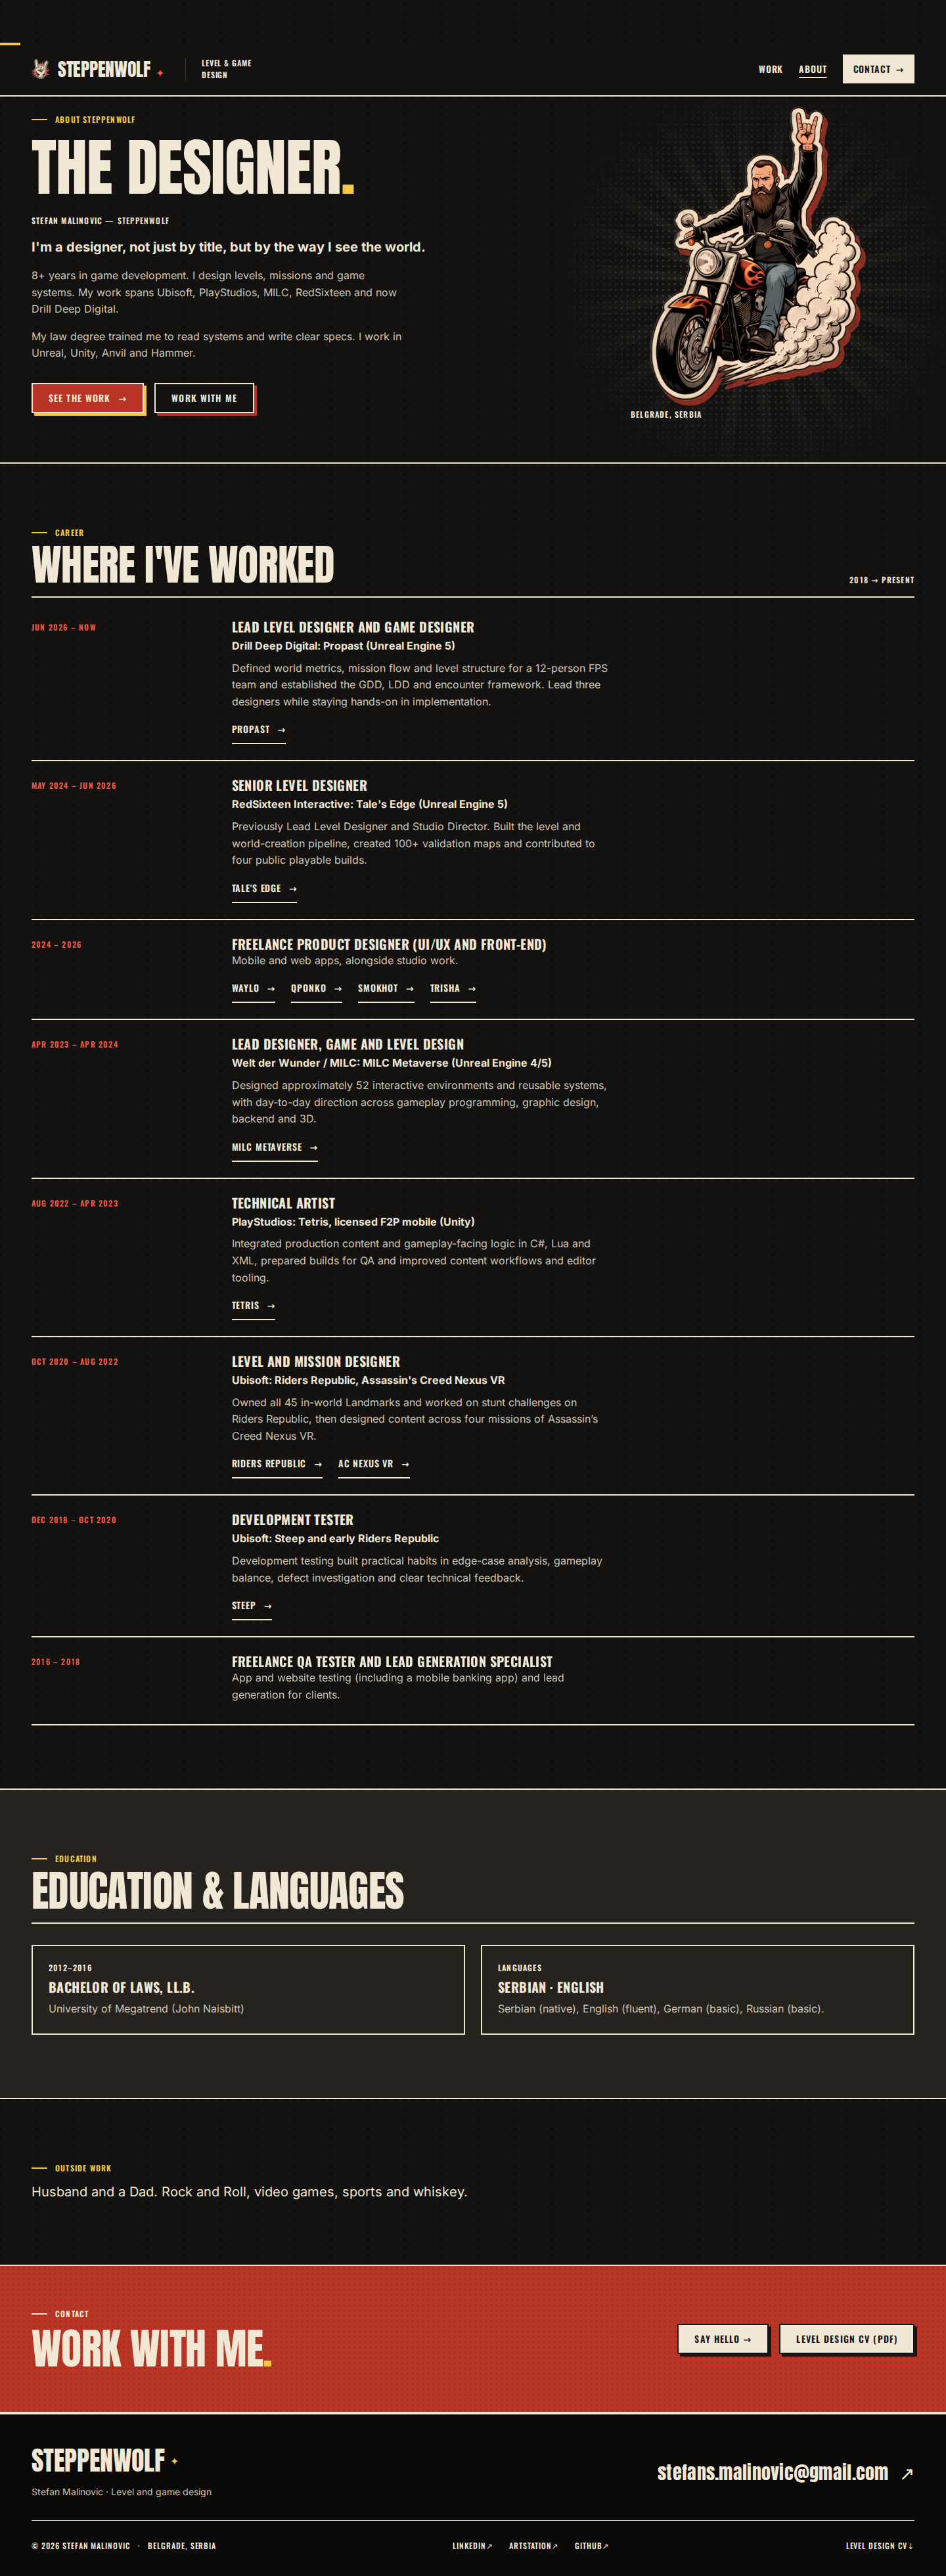 STEPPENWOLF
LEVEL & GAME
DESIGN
WORK
ABOUT
CONTACT →
ABOUT STEPPENWOLF
THE DESIGNER.
STEFAN MALINOVIC — STEPPENWOLF
I'm a designer, not just by title, but by the way I see the world.
8+ years in game development. I design levels, missions and game
systems. My work spans Ubisoft, PlayStudios, MILC, RedSixteen and now
Drill Deep Digital.
My law degree trained me to read systems and write clear specs. I work in
Unreal, Unity, Anvil and Hammer.
SEE THE WORK →
WORK WITH ME
BELGRADE, SERBIA
CAREER
WHERE I'VE WORKED
2018 → PRESENT
JUN 2026 – NOW
LEAD LEVEL DESIGNER AND GAME DESIGNER
Drill Deep Digital: Propast (Unreal Engine 5)
Defined world metrics, mission flow and level structure for a 12-person FPS
team and established the GDD, LDD and encounter framework. Lead three
designers while staying hands-on in implementation.
PROPAST →
MAY 2024 – JUN 2026
SENIOR LEVEL DESIGNER
RedSixteen Interactive: Tale's Edge (Unreal Engine 5)
Previously Lead Level Designer and Studio Director. Built the level and
world-creation pipeline, created 100+ validation maps and contributed to
four public playable builds.
TALE'S EDGE →
2024 – 2026
FREELANCE PRODUCT DESIGNER (UI/UX AND FRONT-END)
Mobile and web apps, alongside studio work.
WAYLO → QPONKO → SMOKHOT → TRISHA →
APR 2023 – APR 2024
LEAD DESIGNER, GAME AND LEVEL DESIGN
Welt der Wunder / MILC: MILC Metaverse (Unreal Engine 4/5)
Designed approximately 52 interactive environments and reusable systems,
with day-to-day direction across gameplay programming, graphic design,
backend and 3D.
MILC METAVERSE →
AUG 2022 – APR 2023
TECHNICAL ARTIST
PlayStudios: Tetris, licensed F2P mobile (Unity)
Integrated production content and gameplay-facing logic in C#, Lua and
XML, prepared builds for QA and improved content workflows and editor
tooling.
TETRIS →
OCT 2020 – AUG 2022
LEVEL AND MISSION DESIGNER
Ubisoft: Riders Republic, Assassin's Creed Nexus VR
Owned all 45 in-world Landmarks and worked on stunt challenges on
Riders Republic, then designed content across four missions of Assassin's
Creed Nexus VR.
RIDERS REPUBLIC → AC NEXUS VR →
DEC 2018 – OCT 2020
DEVELOPMENT TESTER
Ubisoft: Steep and early Riders Republic
Development testing built practical habits in edge-case analysis, gameplay
balance, defect investigation and clear technical feedback.
STEEP →
2016 – 2018
FREELANCE QA TESTER AND LEAD GENERATION SPECIALIST
App and website testing (including a mobile banking app) and lead
generation for clients.
EDUCATION
EDUCATION & LANGUAGES
2012–2016
BACHELOR OF LAWS, LL.B.
University of Megatrend (John Naisbitt)
LANGUAGES
SERBIAN · ENGLISH
Serbian (native), English (fluent), German (basic), Russian (basic).
OUTSIDE WORK
Husband and a Dad. Rock and Roll, video games, sports and whiskey.
CONTACT
WORK WITH ME.
SAY HELLO →
LEVEL DESIGN CV (PDF)
STEPPENWOLF
Stefan Malinovic · Level and game design
stefans.malinovic@gmail.com ↗
© 2026 STEFAN MALINOVIC · BELGRADE, SERBIA
LINKEDIN↗ ARTSTATION↗ GITHUB↗
LEVEL DESIGN CV↓